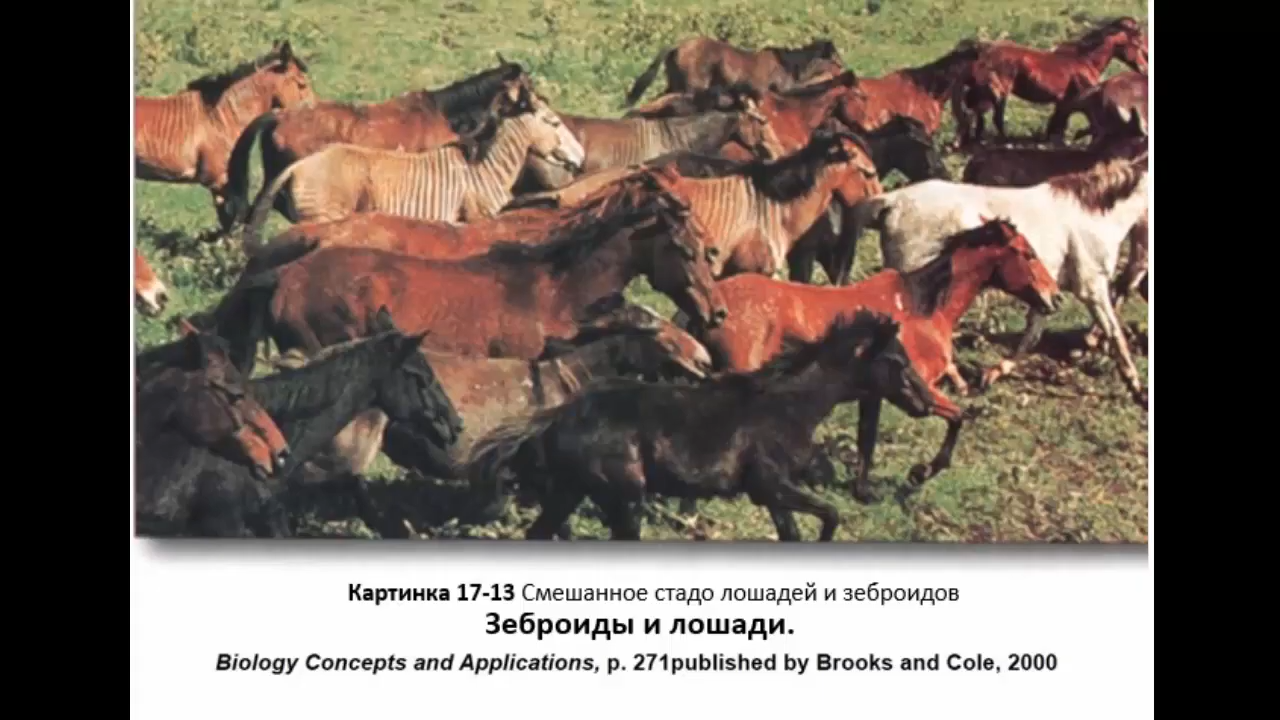 Картинка 17-13 Смешанное стадо лошадей и зеброидов
Зеброиды и лошади.
Biology Concepts and Applications, p. 271published by Brooks and Cole, 2000